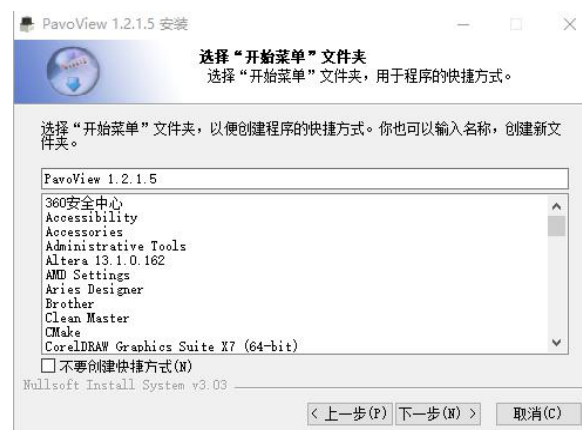 PavoView 1.2.1.5 安装
选择“开始菜单”文件夹
选择“开始菜单”文件夹，用于程序的快捷方式。
选择“开始菜单”文件夹，以便创建程序的快捷方式。你也可以输入名称，创建新文
件夹。
PavoView 1.2.1.5
360安全中心
Accessibility
Accessories
Administrative Tools
Altera 13.1.0.162
AMD Settings
Aries Designer
Brother
Clean Master
CMake
CorelDRAW Graphics Suite X7 (64-bit)
不要创建快捷方式(N)
Nullsoft Install System v3.03
< 上一步(P) 下一步(N) > 取消(C)